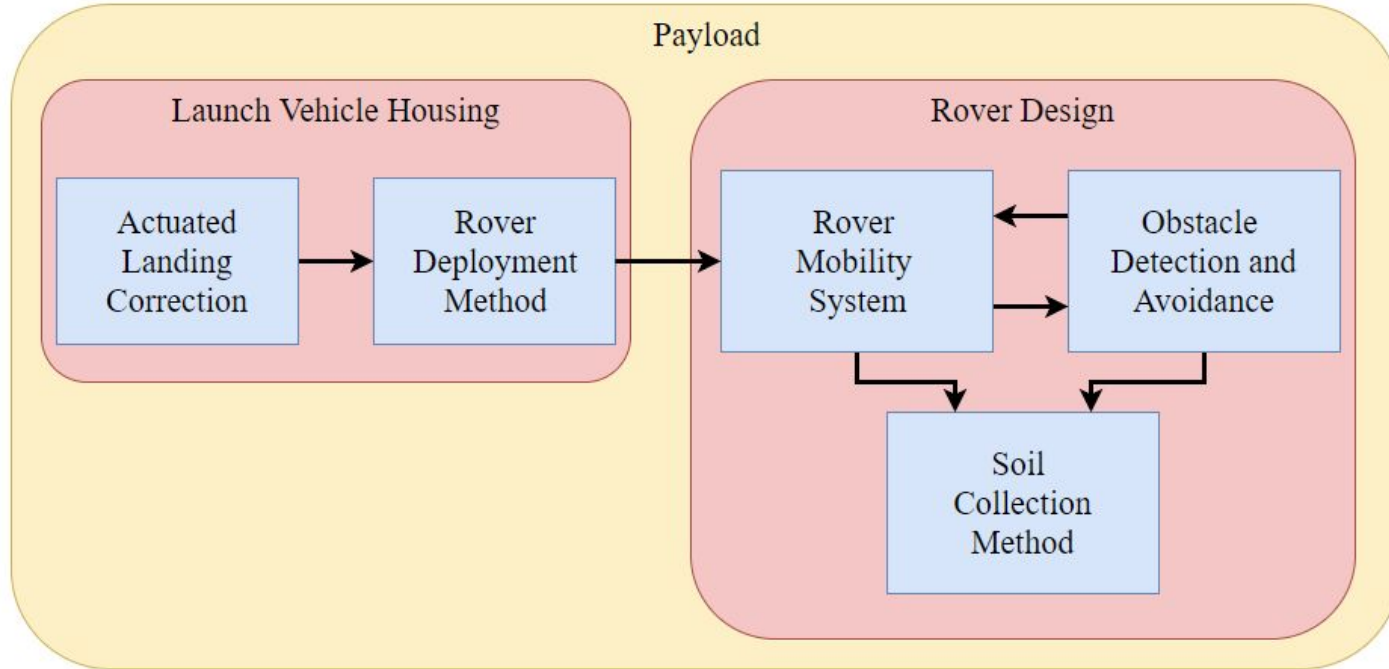 Payload
Launch Vehicle Housing
Actuated
Landing
Correction
Rover
Deployment
Method
Rover Design
Rover
Mobility
System
Obstacle
Detection and
Avoidance
Soil
Collection
Method